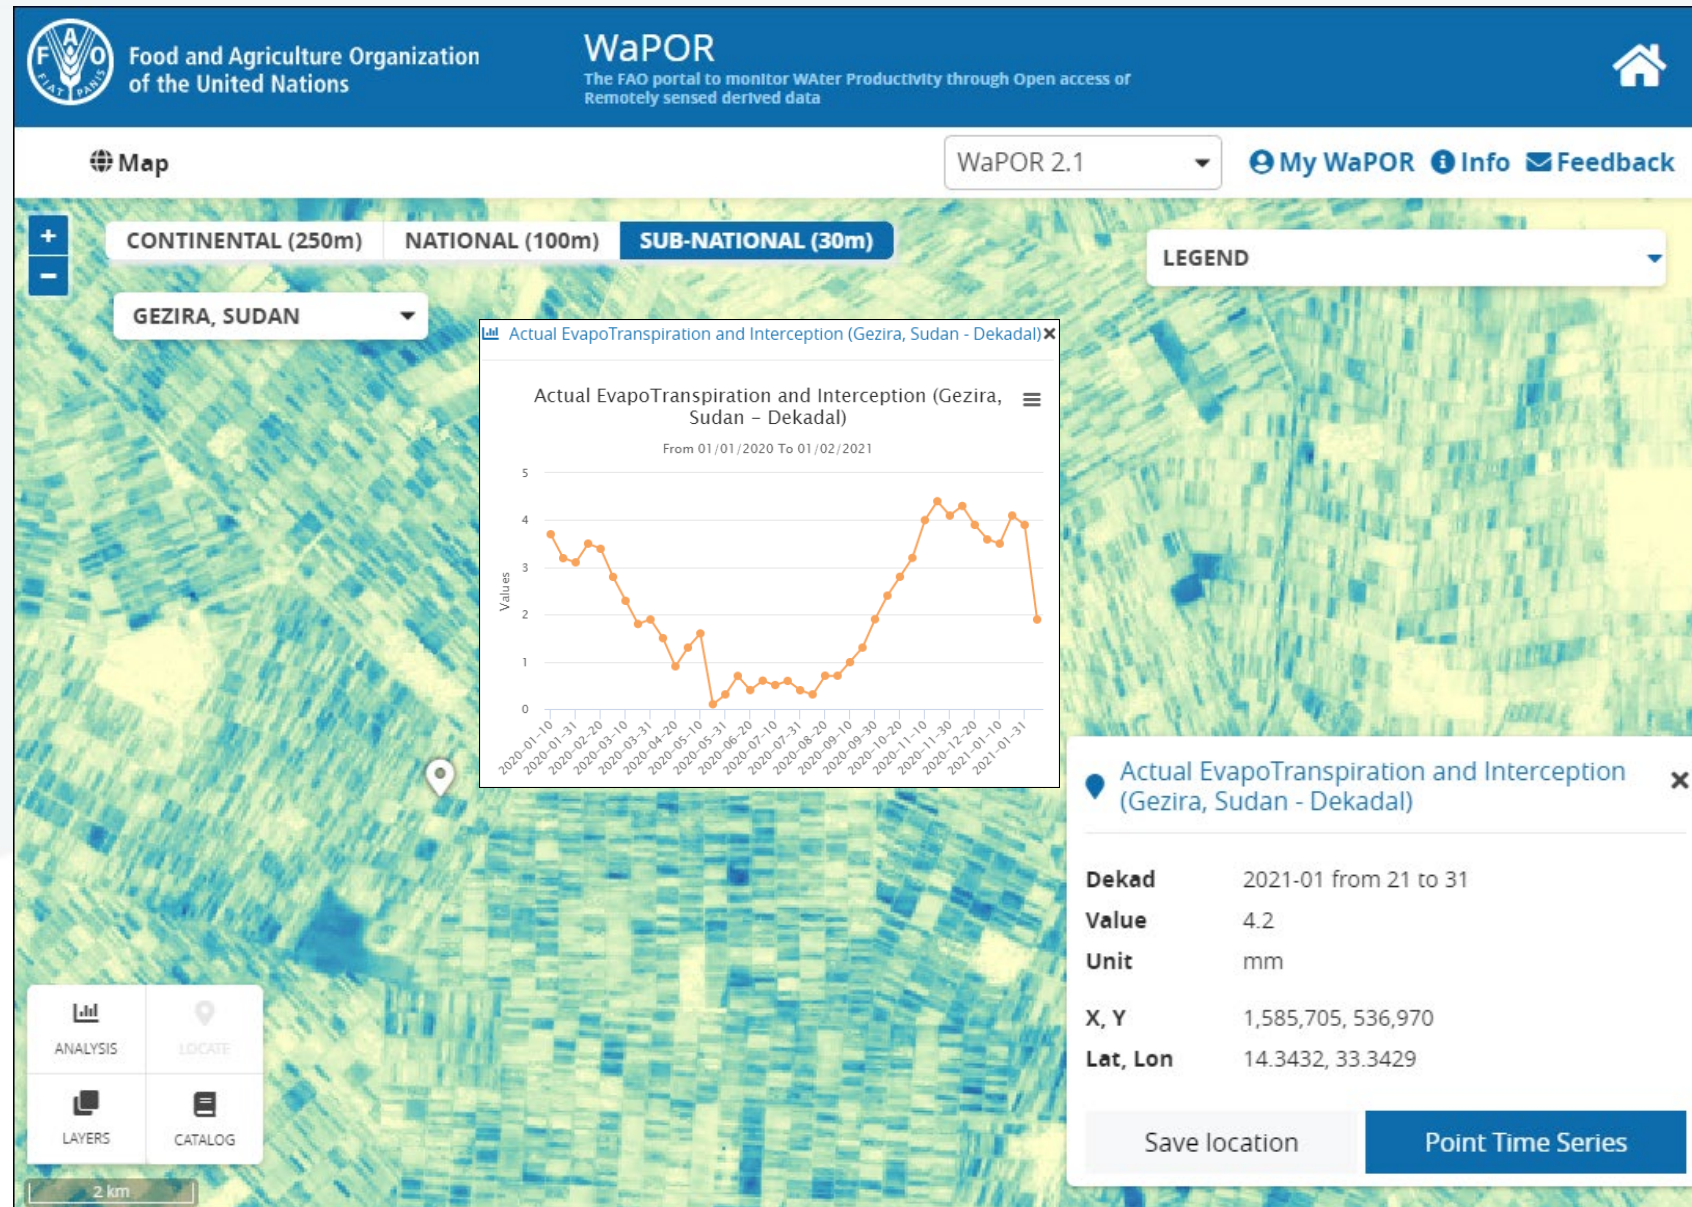 FAO
FIAT PANIS
Food and Agriculture Organization
of the United Nations
WaPOR
The FAO portal to monitor WAter Productivity through Open access of
Remotely sensed derived data
Map
WaPOR 2.1
My WaPOR
Info
Feedback
+
−
CONTINENTAL (250m)
NATIONAL (100m)
SUB-NATIONAL (30m)
LEGEND
GEZIRA, SUDAN
Actual EvapoTranspiration and Interception (Gezira, Sudan - Dekadal)
Actual EvapoTranspiration and Interception (Gezira,
Sudan – Dekadal)
From 01/01/2020 To 01/02/2021
Values
5
4
3
2
1
0
2020-01-10
2020-01-31
2020-02-20
2020-03-10
2020-03-31
2020-04-20
2020-05-10
2020-05-31
2020-06-20
2020-07-10
2020-07-31
2020-08-20
2020-09-10
2020-09-30
2020-10-20
2020-11-10
2020-11-30
2020-12-20
2021-01-10
2021-01-31
Actual EvapoTranspiration and Interception
(Gezira, Sudan - Dekadal)
Dekad 2021-01 from 21 to 31
Value 4.2
Unit mm
X, Y 1,585,705, 536,970
Lat, Lon 14.3432, 33.3429
Save location
Point Time Series
ANALYSIS
LOCATE
LAYERS
CATALOG
2 km